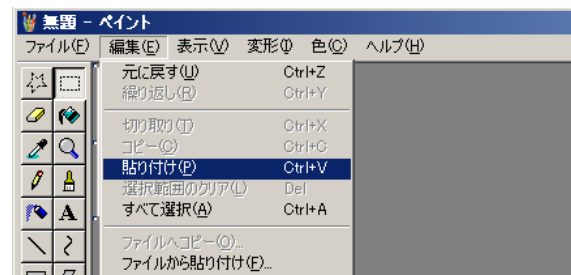 無題 - ペイント
ファイル(F) 編集(E) 表示(V) 変形(I) 色(C) ヘルプ(H)
元に戻す(U) Ctrl+Z
繰り返し(R) Ctrl+Y
切り取り(T) Ctrl+X
コピー(C) Ctrl+C
貼り付け(P) Ctrl+V
選択範囲のクリア(L) Del
すべて選択(A) Ctrl+A
ファイルへコピー(O)...
ファイルから貼り付け(F)...
A